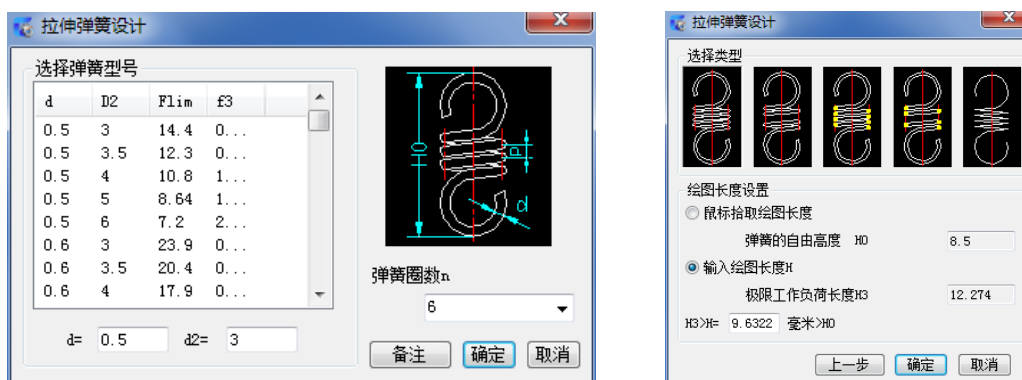 拉伸弹簧设计
选择弹簧型号
d D2 Flim f3
0.5 3 14.4 0...
0.5 3.5 12.3 0...
0.5 4 10.8 1...
0.5 5 8.64 1...
0.5 6 7.2 2...
0.6 3 23.9 0...
0.6 3.5 20.4 0...
0.6 4 17.9 0...
d= 0.5 d2= 3
H0
p
d
弹簧圈数n
6
备注 确定 取消
拉伸弹簧设计
选择类型
绘图长度设置
鼠标拾取绘图长度
弹簧的自由高度 H0 8.5
输入绘图长度H
极限工作负荷长度H3 12.274
H3>H= 9.6322 毫米>H0
上一步 确定 取消